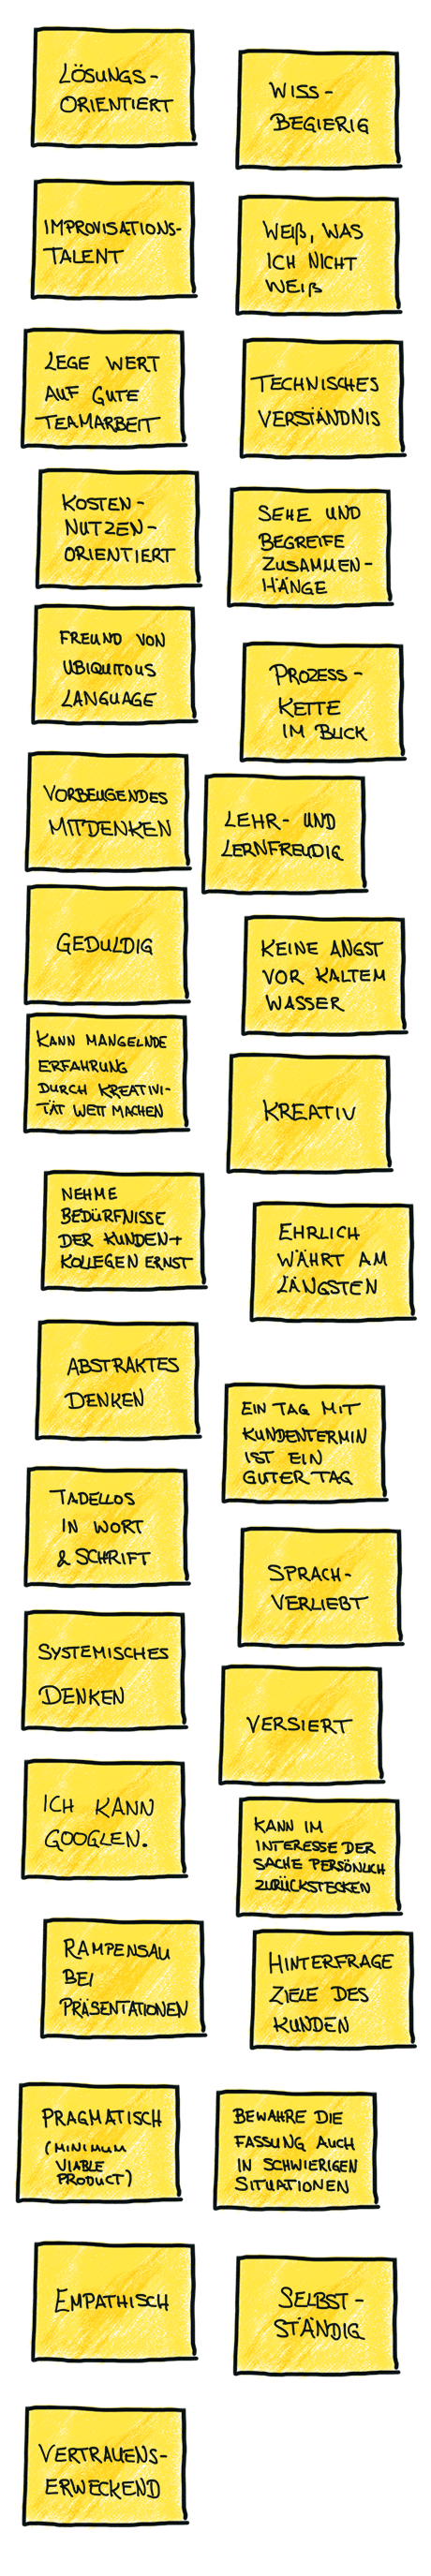 LÖSUNGS-
ORIENTIERT
WISS-
BEGIERIG
IMPROVISATIONS-
TALENT
WEIß, WAS
ICH NICHT
WEIß
LEGE WERT
AUF GUTE
TEAMARBEIT
TECHNISCHES
VERSTÄNDNIS
KOSTEN-
NUTZEN-
ORIENTIERT
SEHE UND
BEGREIFE
ZUSAMMEN-
HÄNGE
FREUND VON
UBIQUITOUS
LANGUAGE
PROZESS-
KETTE
IM BLICK
VORBEUGENDES
MITDENKEN
LEHR- UND
LERNFREUDIG
GEDULDIG
KEINE ANGST
VOR KALTEM
WASSER
KANN MANGELNDE
ERFAHRUNG
DURCH KREATIVI-
TÄT WETT MACHEN
KREATIV
NEHME
BEDÜRFNISSE
DER KUNDEN+
KOLLEGEN ERNST
EHRLICH
WÄHRT AM
LÄNGSTEN
ABSTRAKTES
DENKEN
EIN TAG MIT
KUNDENTERMIN
IST EIN
GUTER TAG
TADELLOS
IN WORT
& SCHRIFT
SPRACH-
VERLIEBT
SYSTEMISCHES
DENKEN
VERSIERT
ICH KANN
GOOGLEN.
KANN IM
INTERESSE DER
SACHE PERSÖNLICH
ZURÜCKSTECKEN
RAMPENSAU
BEI
PRÄSENTATIONEN
HINTERFRAGE
ZIELE DES
KUNDEN
PRAGMATISCH
(MINIMUM
VIABLE
PRODUCT)
BEWAHRE DIE
FASSUNG AUCH
IN SCHWIERIGEN
SITUATIONEN
EMPATHISCH
SELBST-
STÄNDIG
VERTRAUENS-
ERWECKEND